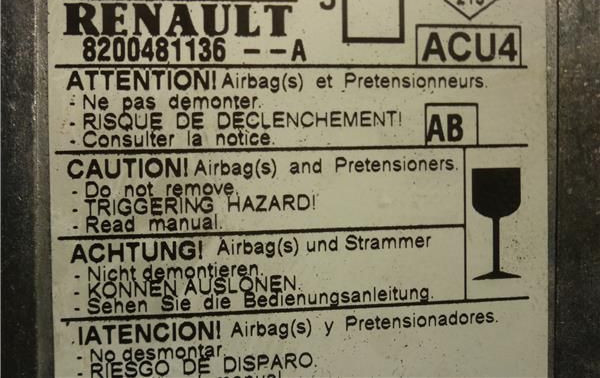 RENAULT
8200481136 --A
ACU4
ATTENTION! Airbag(s) et Pretensionneurs.
- Ne pas demonter.
- RISQUE DE DECLENCHEMENT!
- Consulter la notice.
AB
CAUTION! Airbag(s) and Pretensioners.
- Do not remove.
- TRIGGERING HAZARD!
- Read manual.
ACHTUNG! Airbag(s) und Strammer
- Nicht demontieren.
- KONNEN AUSLONEN.
- Sehen Sie die Bedienungsanleitung.
IATENCION! Airbag(s) y Pretensionadores.
- No desmontar.
- RIESGO DE DISPARO.
manual.